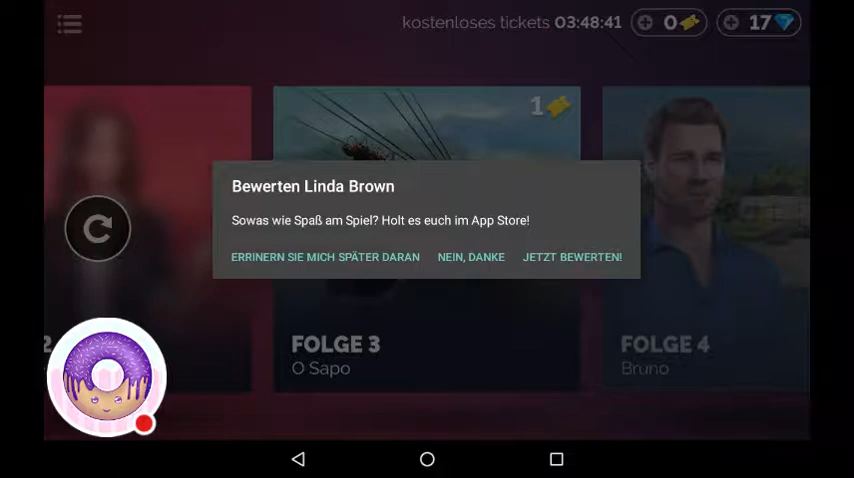 kostenloses tickets 03:48:41 0 17
1
Bewerten Linda Brown
Sowas wie Spaß am Spiel? Holt es euch im App Store!
ERRINERN SIE MICH SPÄTER DARAN NEIN, DANKE JETZT BEWERTEN!
2 FOLGE 3 FOLGE 4
O Sapo Bruno